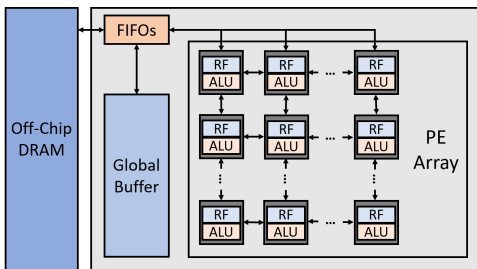 Off-Chip
DRAM
FIFOs
Global
Buffer
RF
ALU
RF
ALU
...
RF
ALU
RF
ALU
RF
ALU
...
RF
ALU
...
...
...
RF
ALU
RF
ALU
...
RF
ALU
PE
Array